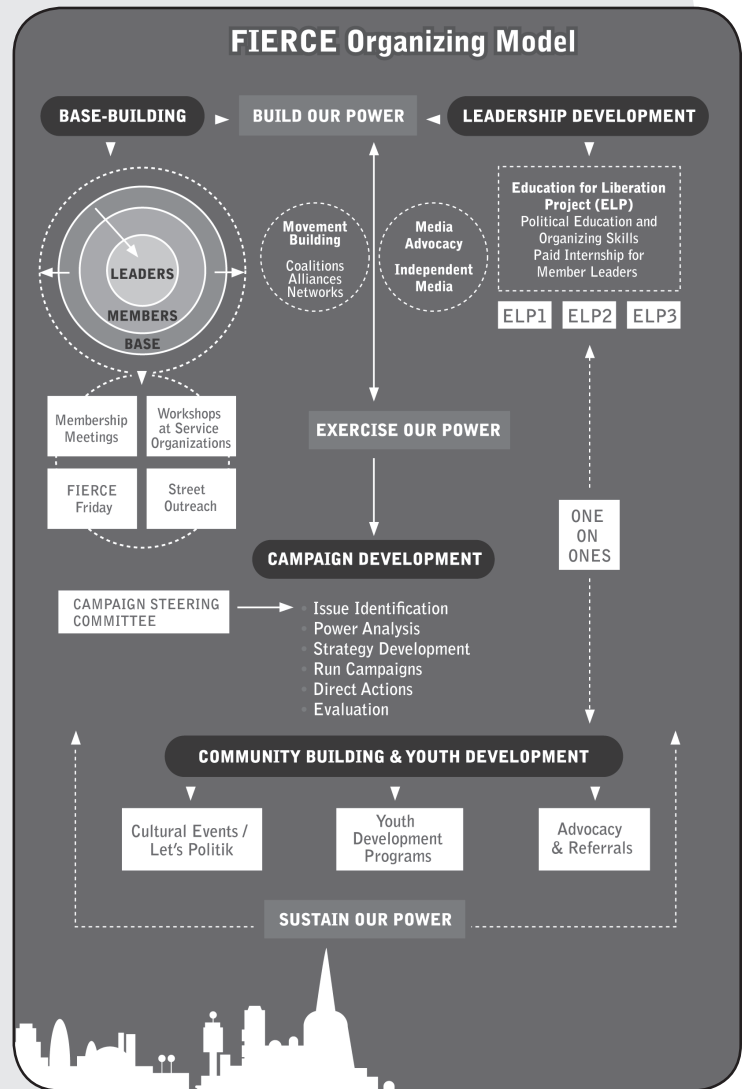 FIERCE Organizing Model
BASE-BUILDING
BUILD OUR POWER
LEADERSHIP DEVELOPMENT
LEADERS
MEMBERS
BASE
Movement
Building
Coalitions
Alliances
Networks
Media
Advocacy
Independent
Media
Education for Liberation
Project (ELP)
Political Education and
Organizing Skills
Paid Internship for
Member Leaders
ELP1
ELP2
ELP3
Membership
Meetings
Workshops
at Service
Organizations
FIERCE
Friday
Street
Outreach
EXERCISE OUR POWER
ONE
ON
ONES
CAMPAIGN DEVELOPMENT
CAMPAIGN STEERING
COMMITTEE
• Issue Identification
• Power Analysis
• Strategy Development
• Run Campaigns
• Direct Actions
• Evaluation
COMMUNITY BUILDING & YOUTH DEVELOPMENT
Cultural Events /
Let's Politik
Youth
Development
Programs
Advocacy
& Referrals
SUSTAIN OUR POWER